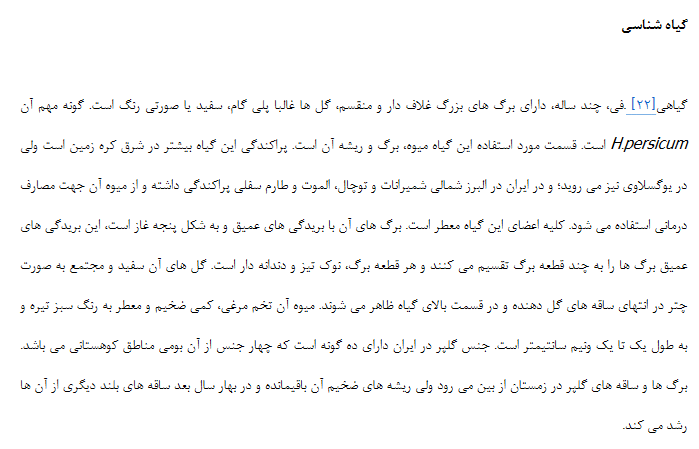 گیاه شناسی
گیاهی[۲۲] .فی، چند ساله، دارای برگ های بزرگ غلاف دار و منقسم، گل ها غالبا پلی گام، سفید یا صورتی رنگ است. گونه مهم آن
H.persicum است. قسمت مورد استفاده این گیاه میوه، برگ و ریشه آن است. پراکندگی این گیاه بیشتر در شرق کره زمین است ولی
در یوگسلاوی نیز می روید؛ و در ایران در البرز شمالی شمیرانات و توچال، الموت و طارم سفلی پراکندگی داشته و از میوه آن جهت مصارف
درمانی استفاده می شود. کلیه اعضای این گیاه معطر است. برگ های آن با بریدگی های عمیق و به شکل پنجه غاز است، این بریدگی های
عمیق برگ ها را به چند قطعه برگ تقسیم می کنند و هر قطعه برگ، نوک تیز و دندانه دار است. گل های آن سفید و مجتمع به صورت
چتر در انتهای ساقه های گل دهنده و در قسمت بالای گیاه ظاهر می شوند. میوه آن تخم مرغی، کمی ضخیم و معطر به رنگ سبز تیره و
به طول یک تا یک ونیم سانتیمتر است. جنس گلپر در ایران دارای ده گونه است که چهار جنس از آن بومی مناطق کوهستانی می باشد.
برگ ها و ساقه های گلپر در زمستان از بین می رود ولی ریشه های ضخیم آن باقیمانده و در بهار سال بعد ساقه های بلند دیگری از آن ها
رشد می کند.